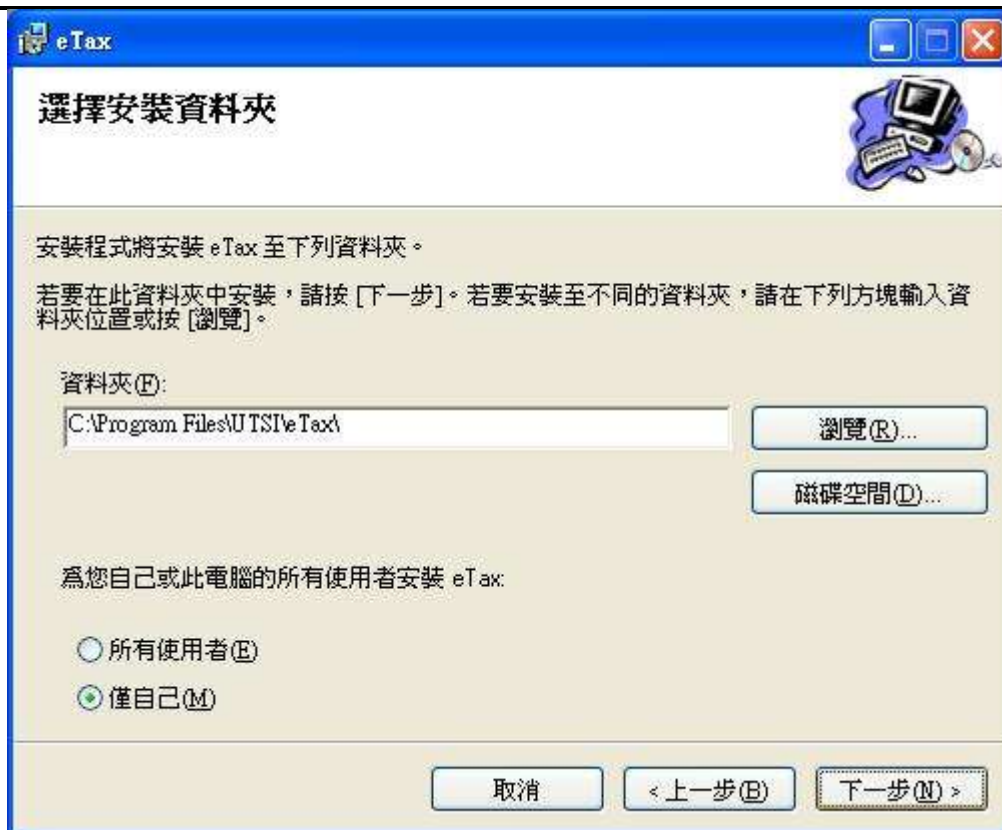 eTax
選擇安裝資料夾
安裝程式將安裝 eTax 至下列資料夾。
若要在此資料夾中安裝，請按 [下一步]。若要安裝至不同的資料夾，請在下列方塊輸入資
料夾位置或按 [瀏覽]。
資料夾(F):
C:\Program Files\UTSI\eTax\
瀏覽(R)...
磁碟空間(D)...
為您自己或此電腦的所有使用者安裝 eTax:
所有使用者(E)
僅自己(M)
取消
<上一步(B)
下一步(N) >